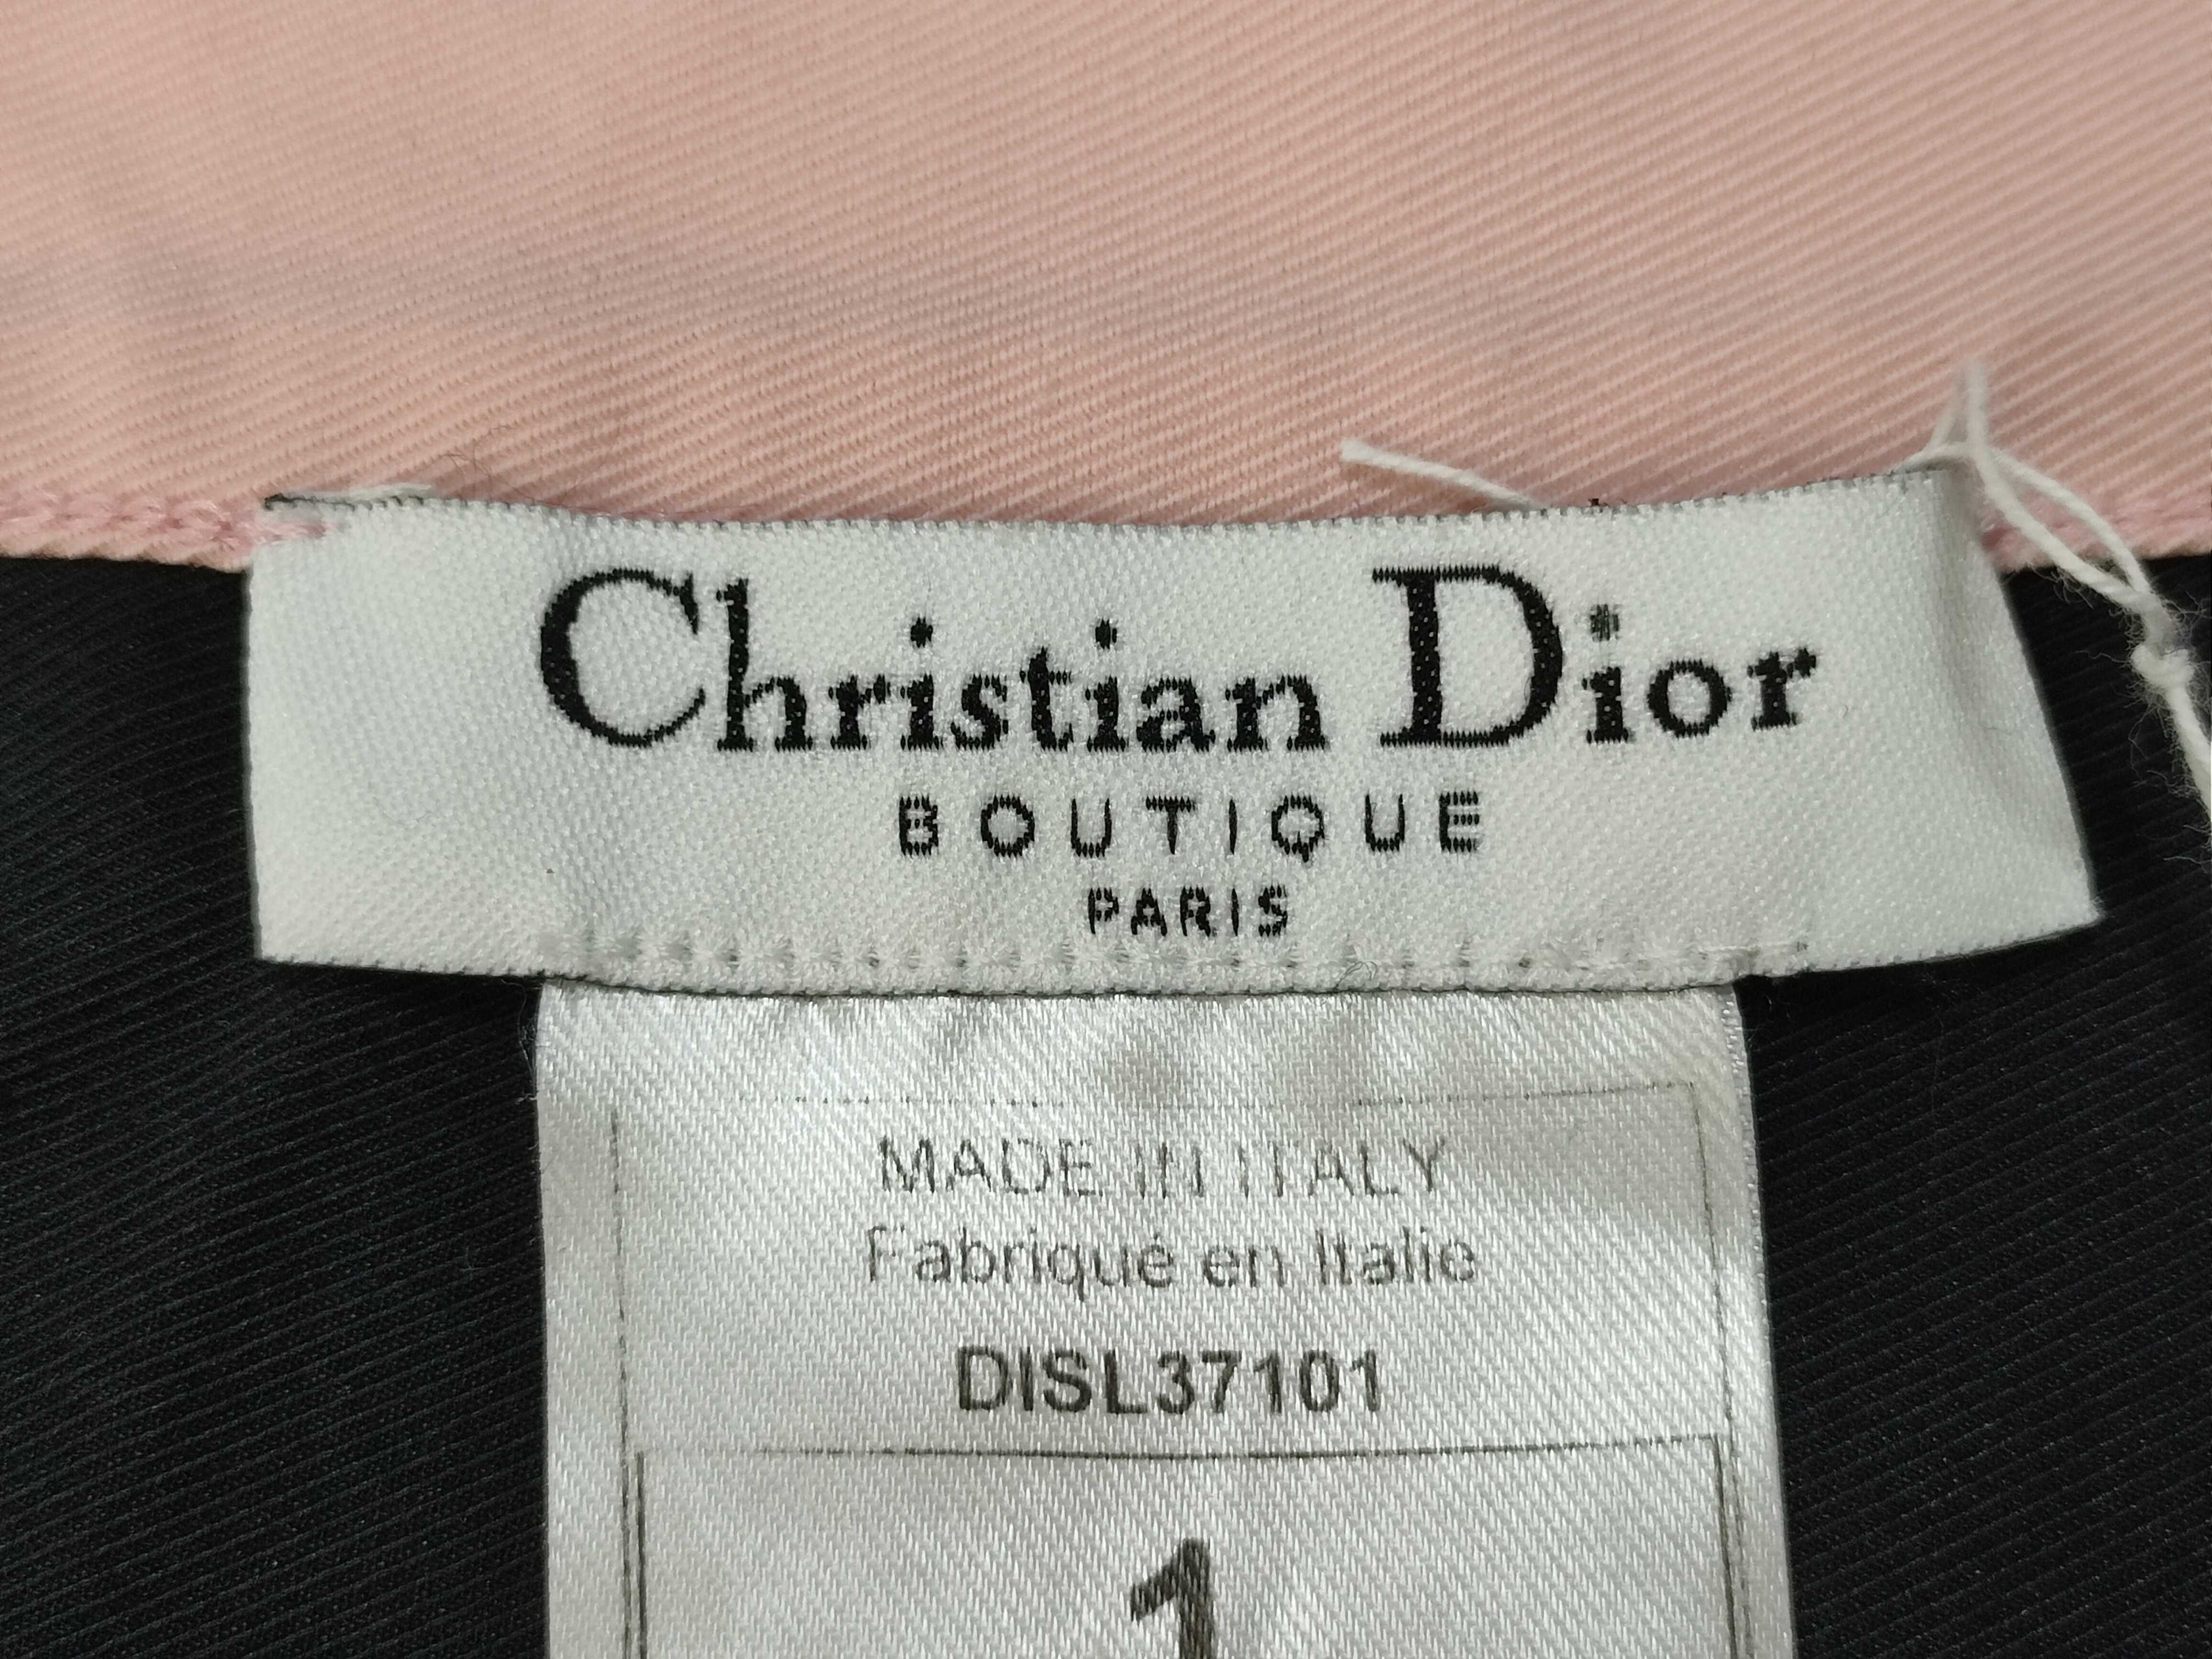 Christian Dior
BOUTIQUE
PARIS
MADE IN ITALY
Fabriqué en Italie
DISL37101
1